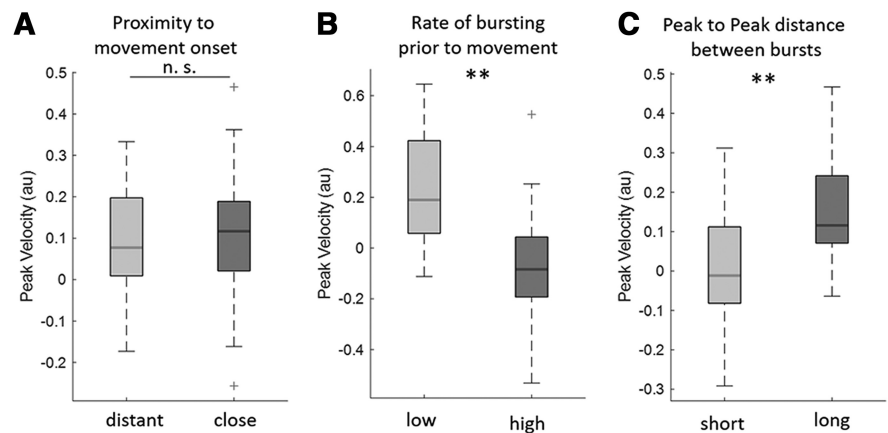 A
Proximity to
movement onset
n. s.
Peak Velocity (au)
0.5
0.4
0.3
0.2
0.1
0
-0.1
-0.2
distant
close
B
Rate of bursting
prior to movement
**
Peak Velocity (au)
0.6
0.4
0.2
0
-0.2
-0.4
low
high
C
Peak to Peak distance
between bursts
**
Peak Velocity (au)
0.5
0.4
0.3
0.2
0.1
0
-0.1
-0.2
-0.3
short
long